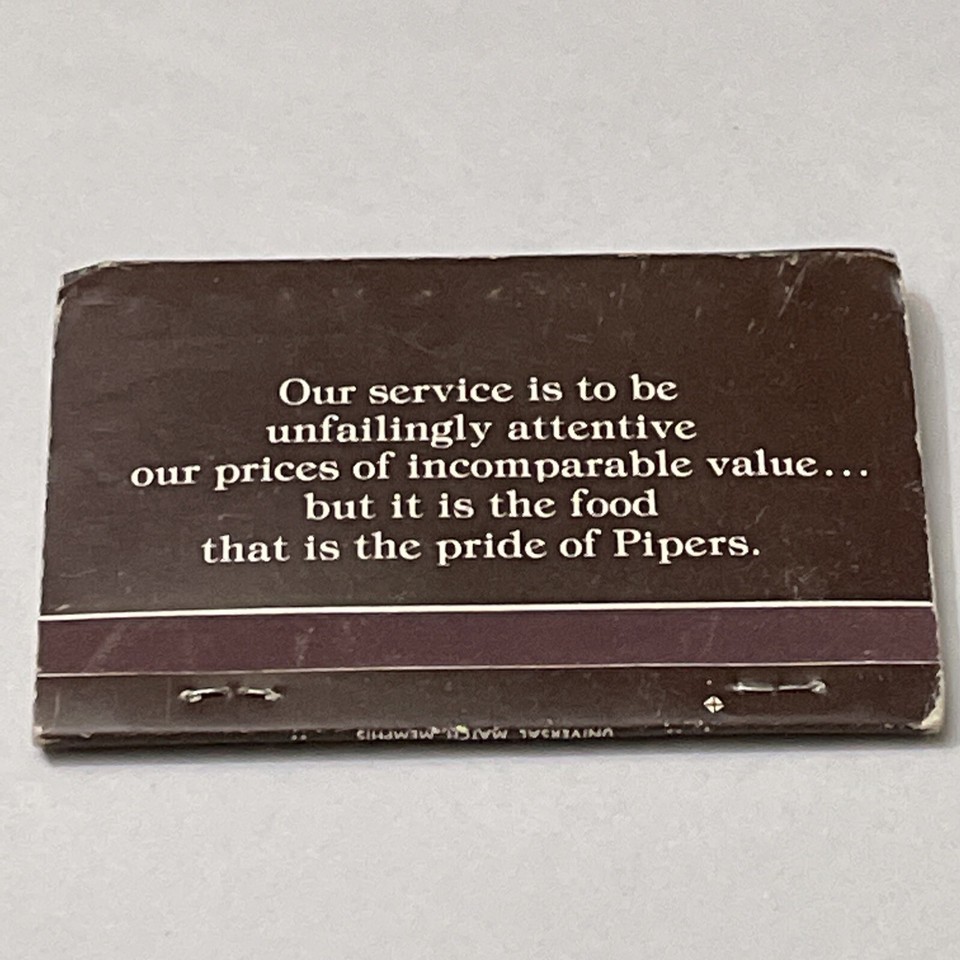 Our service is to be
unfailingly attentive
our prices of incomparable value...
but it is the food
that is the pride of Pipers.
UNIVERSAL MATCH, MEMPHIS